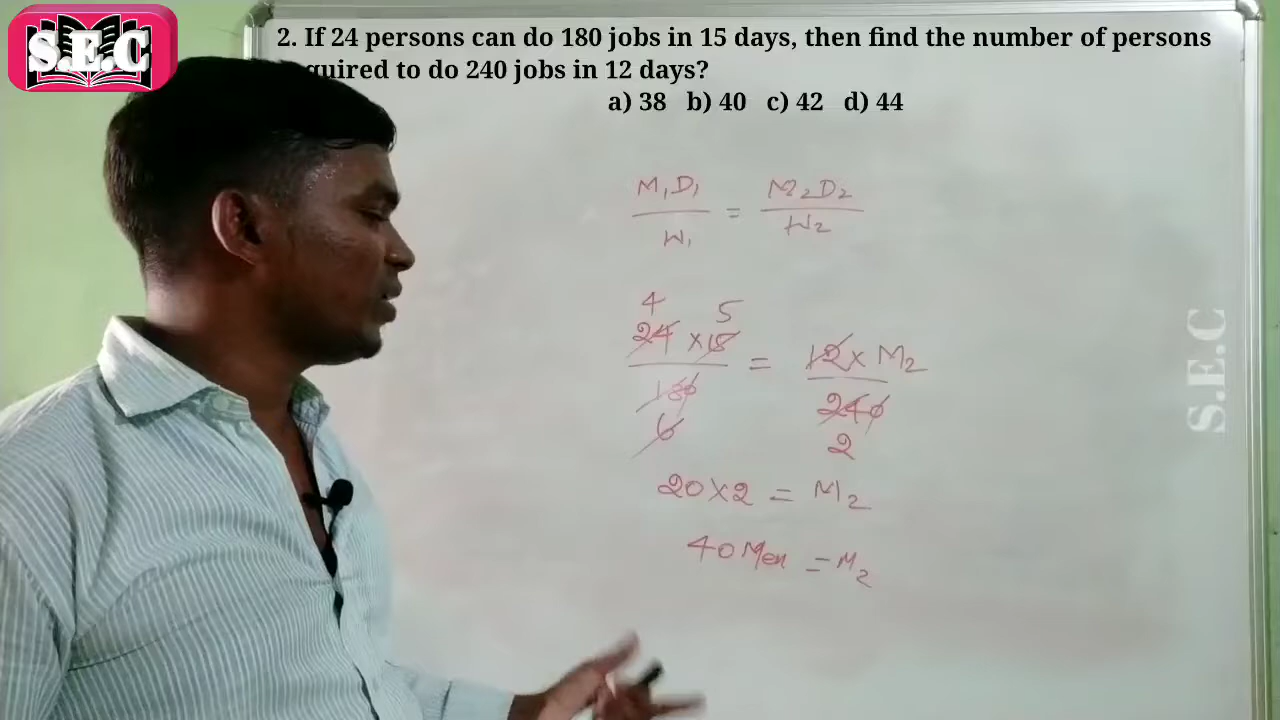 S.E.C
2. If 24 persons can do 180 jobs in 15 days, then find the number of persons
quired to do 240 jobs in 12 days?
a) 38 b) 40 c) 42 d) 44
M₁D₁ / W₁ = M₂D₂ / W₂
4 5
24 × 15 / 180 = 12 × M₂ / 240
6 2
20 × 2 = M₂
40 Men = M₂
S.E.C